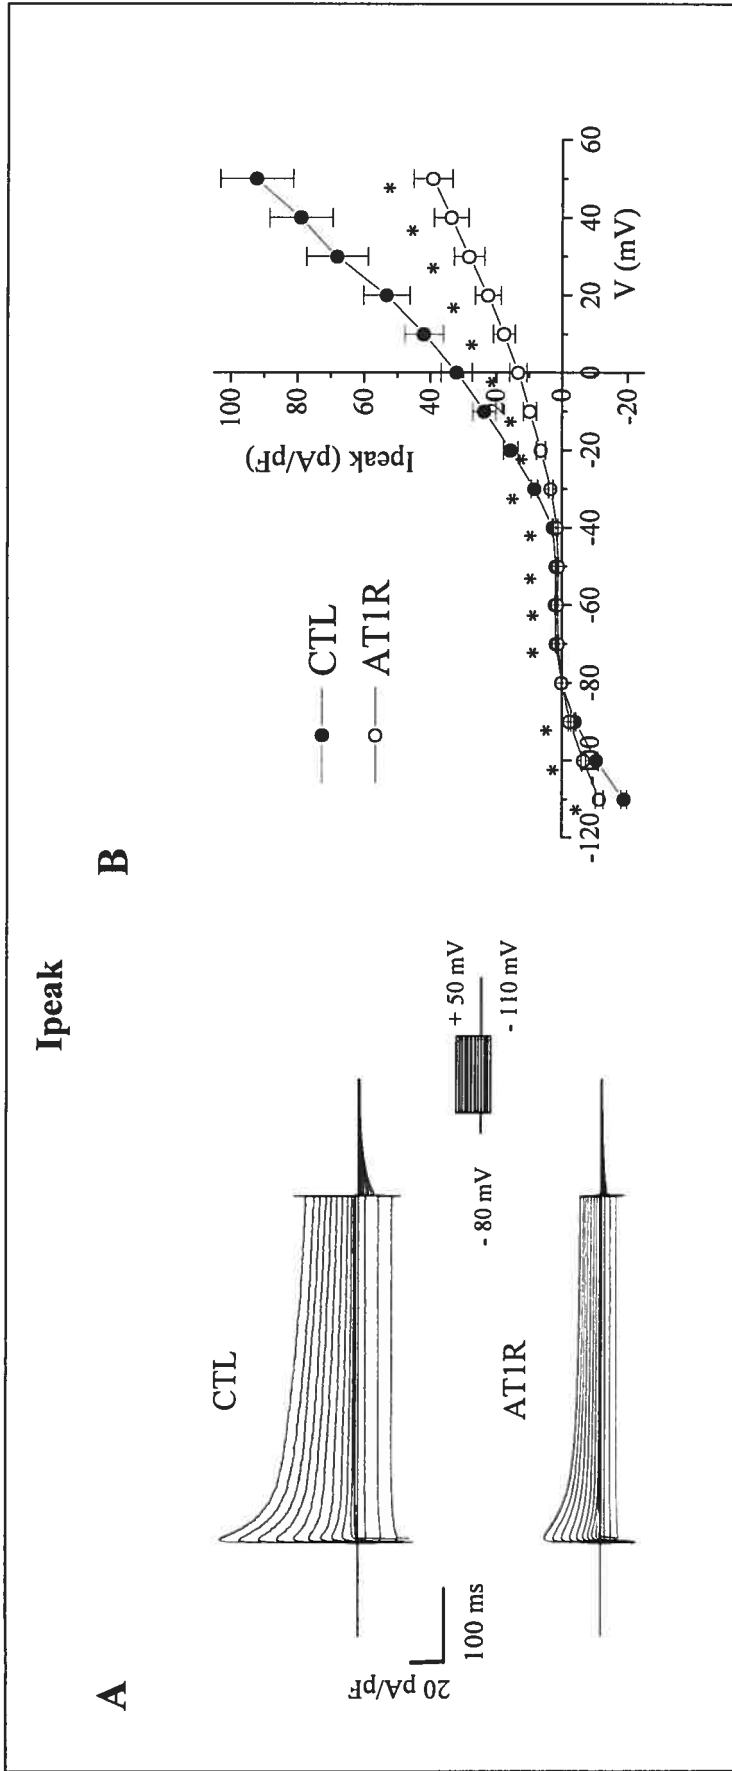 Ipeak
A
B
CTL
20 pA/pF
100 ms
AT1R
- 80 mV
+ 50 mV
- 110 mV
CTL
AT1R
Ipeak (pA/pF)
100
80
60
40
20
0
-20
-120
-100
-80
-60
-40
-20
0
20
40
60
V (mV)
* * * * * * * * * * * * * * * *